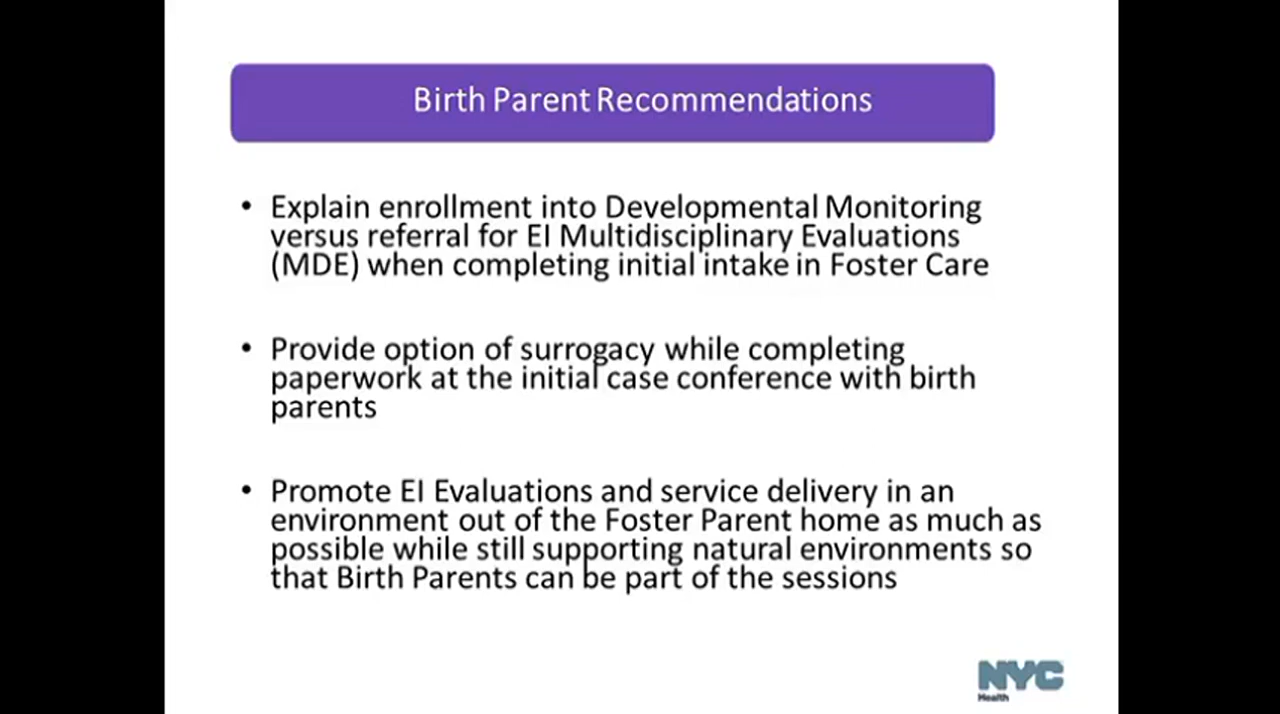 Birth Parent Recommendations
• Explain enrollment into Developmental Monitoring
versus referral for EI Multidisciplinary Evaluations
(MDE) when completing initial intake in Foster Care
• Provide option of surrogacy while completing
paperwork at the initial case conference with birth
parents
• Promote EI Evaluations and service delivery in an
environment out of the Foster Parent home as much as
possible while still supporting natural environments so
that Birth Parents can be part of the sessions
NYC
Health